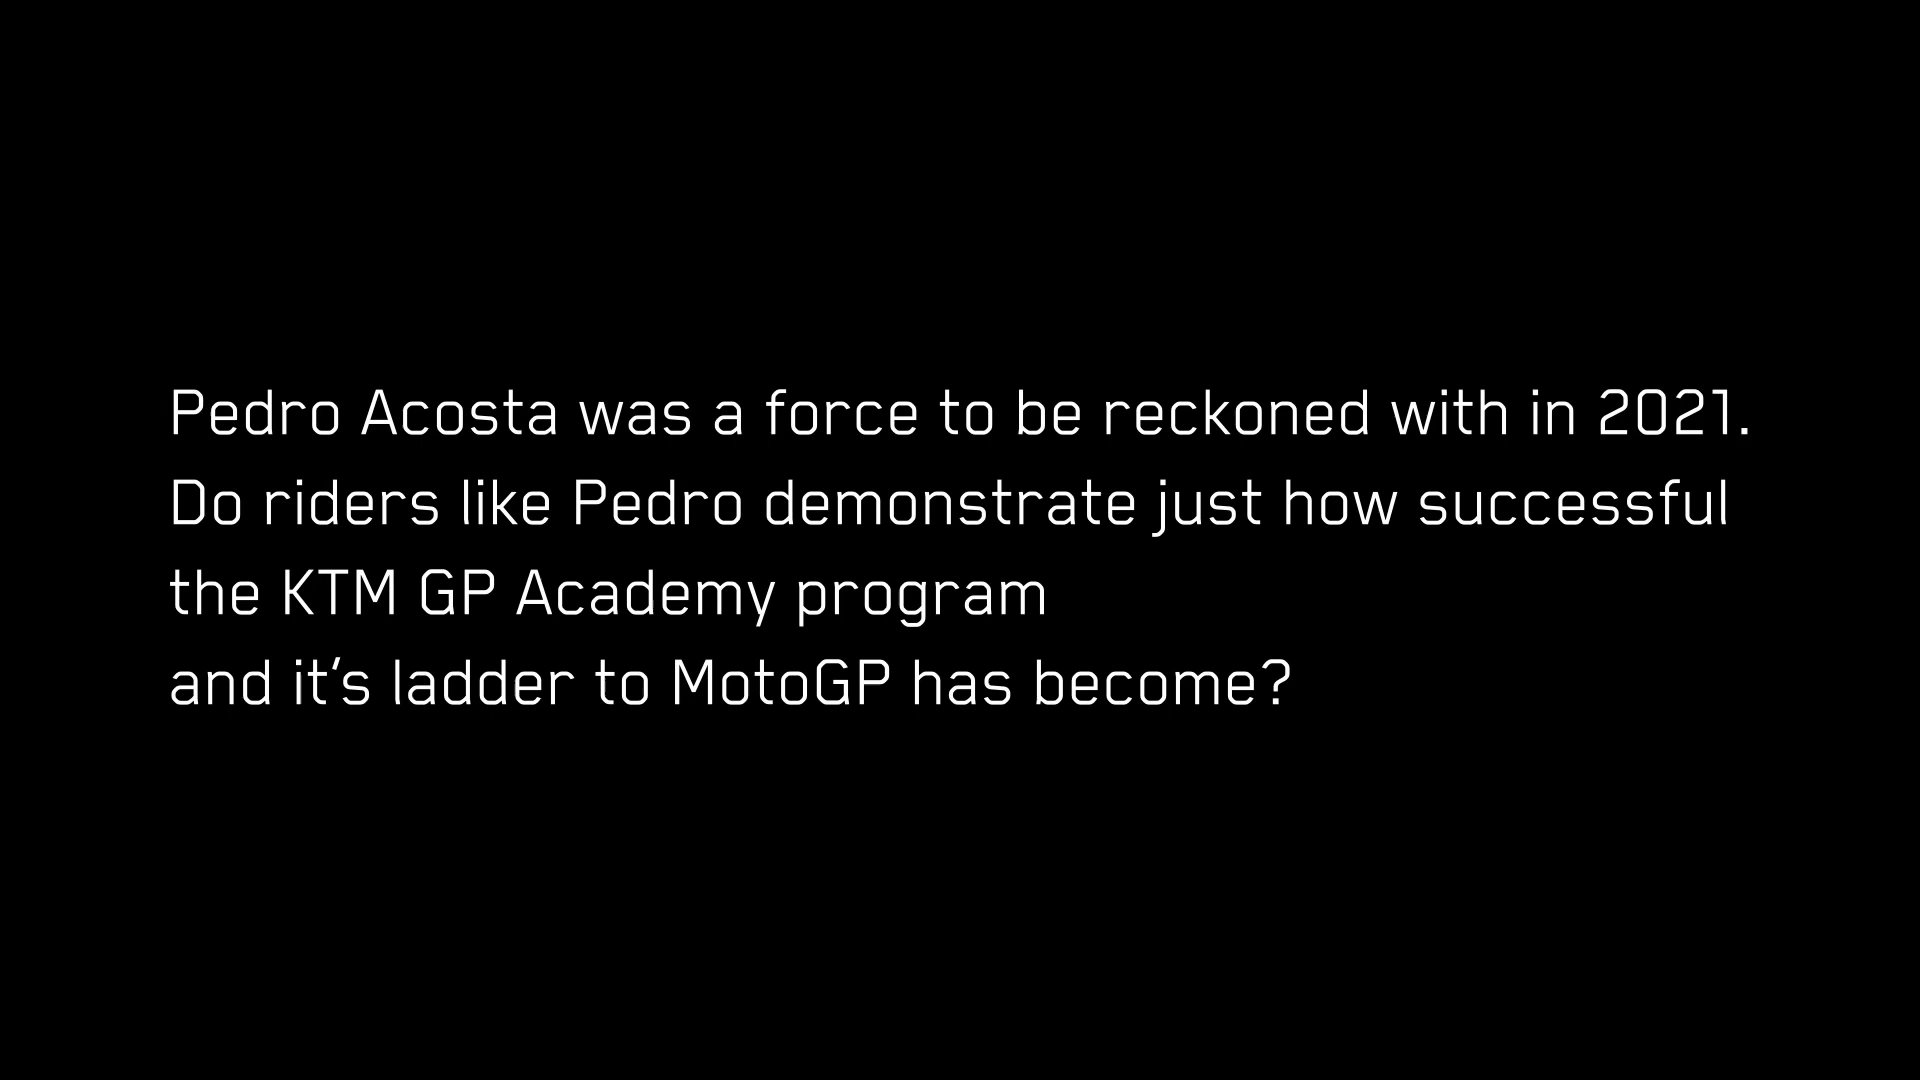 Pedro Acosta was a force to be reckoned with in 2021.
Do riders like Pedro demonstrate just how successful
the KTM GP Academy program
and it’s ladder to MotoGP has become?